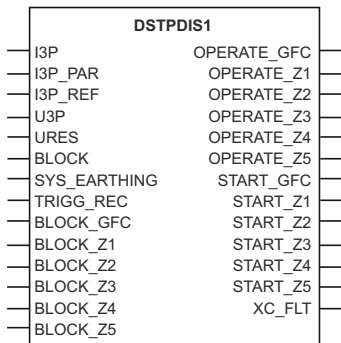 DSTPDIS1
I3P OPERATE_GFC
I3P_PAR OPERATE_Z1
I3P_REF OPERATE_Z2
U3P OPERATE_Z3
URES OPERATE_Z4
BLOCK OPERATE_Z5
SYS_EARTHING START_GFC
TRIGG_REC START_Z1
BLOCK_GFC START_Z2
BLOCK_Z1 START_Z3
BLOCK_Z2 START_Z4
BLOCK_Z3 START_Z5
BLOCK_Z4 XC_FLT
BLOCK_Z5